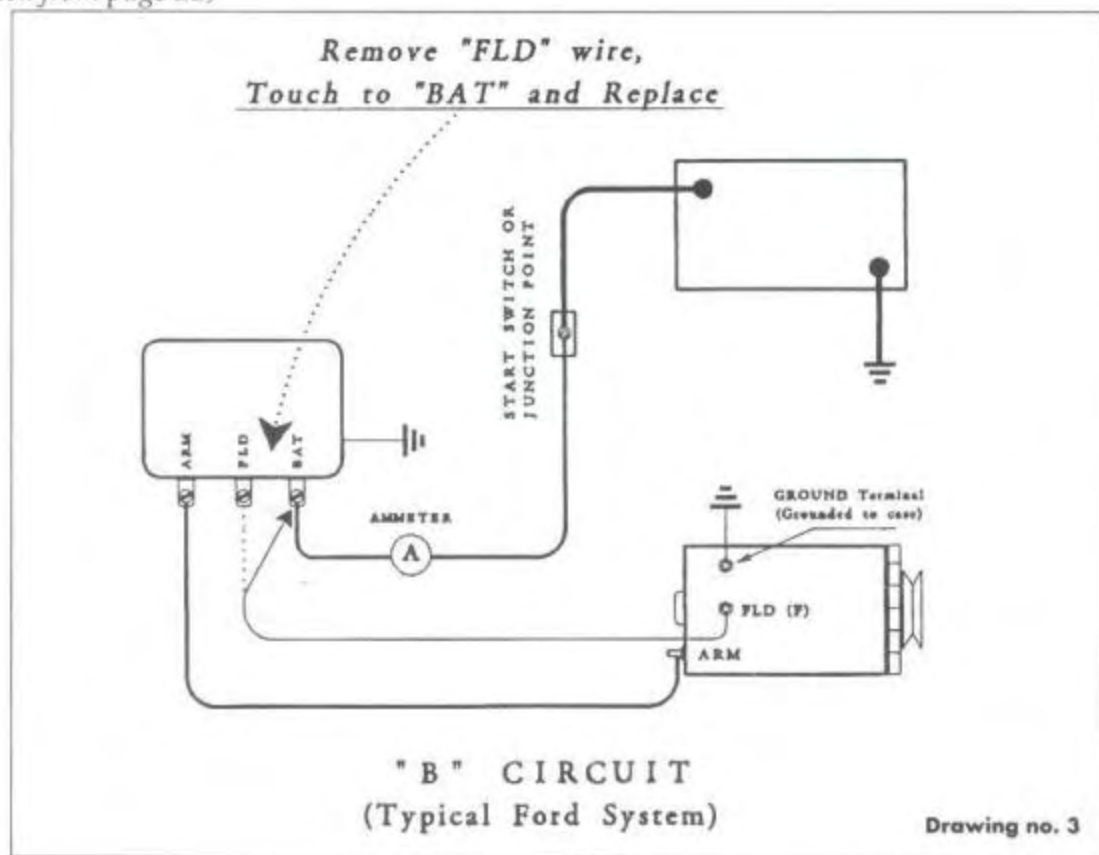 page
Remove "FLD" wire,
Touch to "BAT" and Replace
START SWITCH OR
JUNCTION POINT
ARM
FLD
BAT
AMMETER
A
GROUND Terminal
(Grounded to case)
FLD (F)
ARM
"B" CIRCUIT
(Typical Ford System)
Drawing no. 3